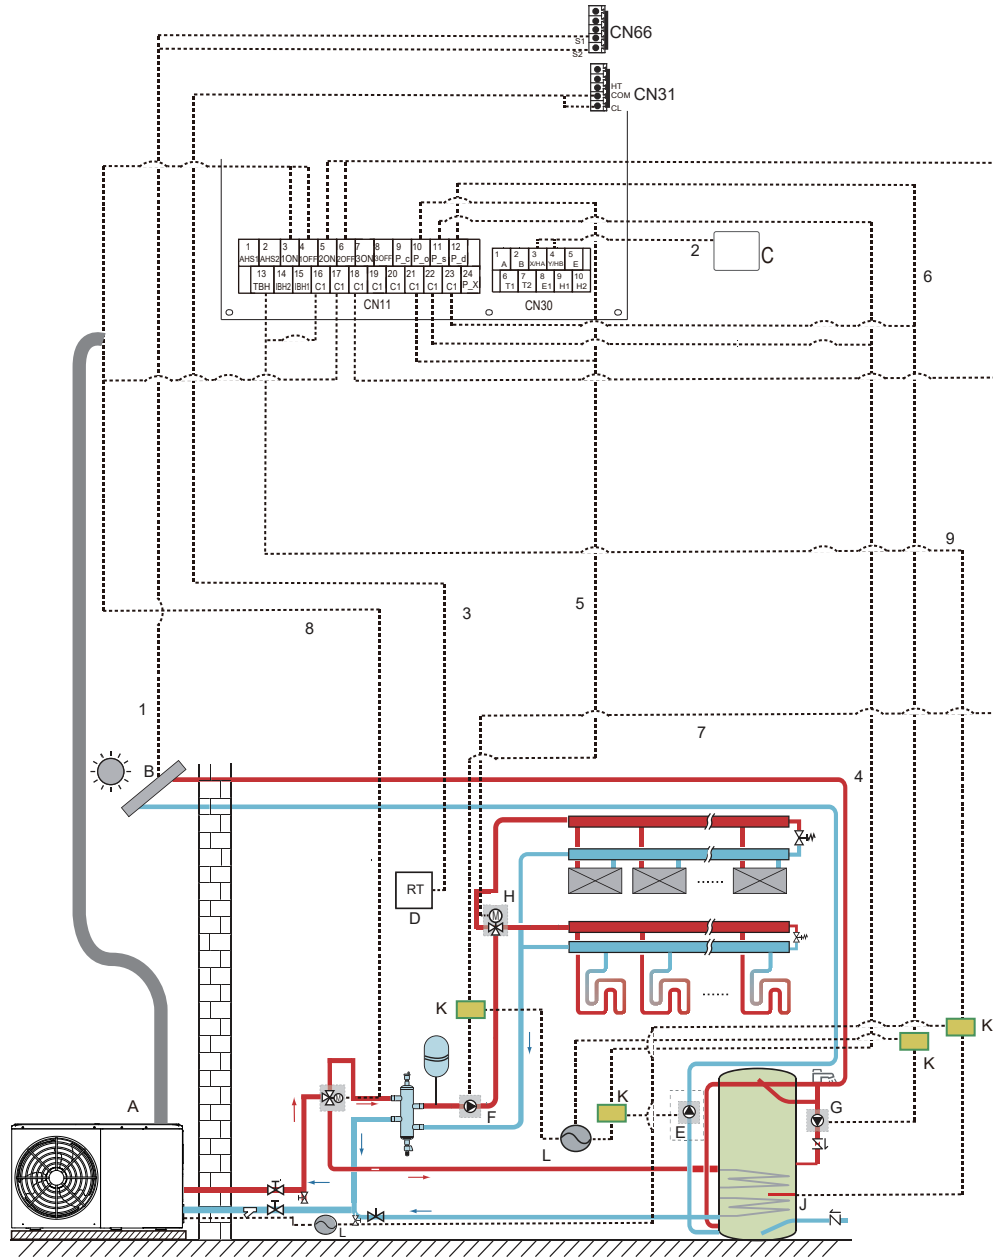 CN66
S1
S2
HT
COM
CN31
CL
1 2 3 4 5 6 7 8 9 10 11 12
AHS1 AHS2 1ON 1OFF 2ON 2OFF 3ON 3OFF P_c P_o P_s P_d
13 14 15 16 17 18 19 20 21 22 23 24
TBH IBH2 IBH1 C1 C1 C1 C1 C1 C1 C1 C1 P_X
CN11
1 2 3 4 5
A B X/HA Y/HB E
6 7 8 9 10
T1 T2 E1 H1 H2
CN30
2
C
6
9
5
3
8
1
7
4
B
RT
D
H
M
K
K
K
K
A
F
E
G
L
J
L
M